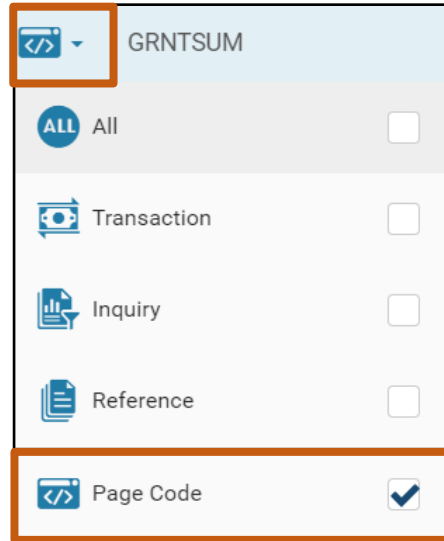 </> GRNTSUM
ALL All
Transaction
Inquiry
Reference
</> Page Code